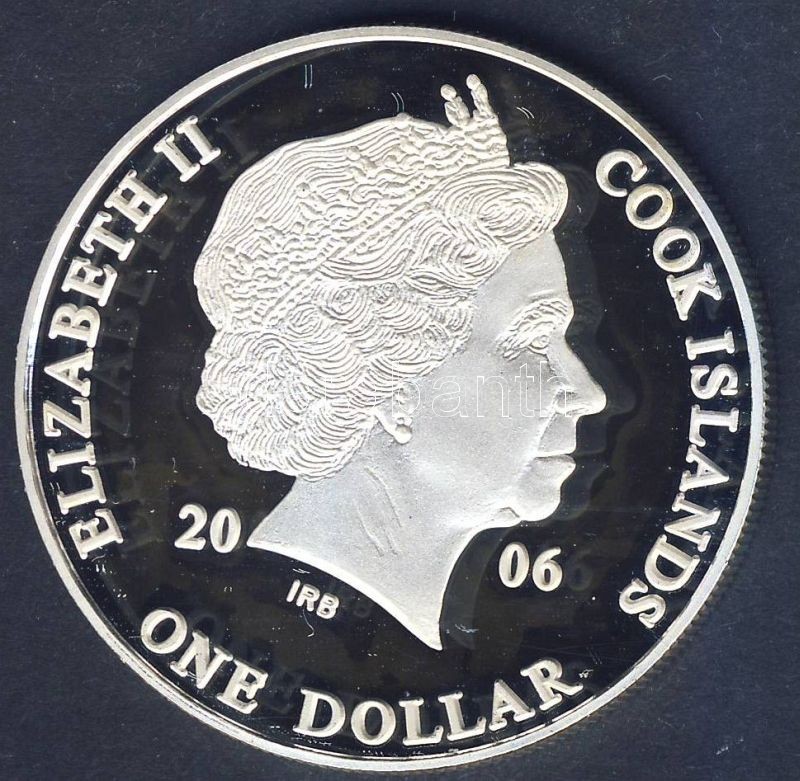 ELIZABETH II
COOK ISLANDS
20 06
IRB
ONE DOLLAR